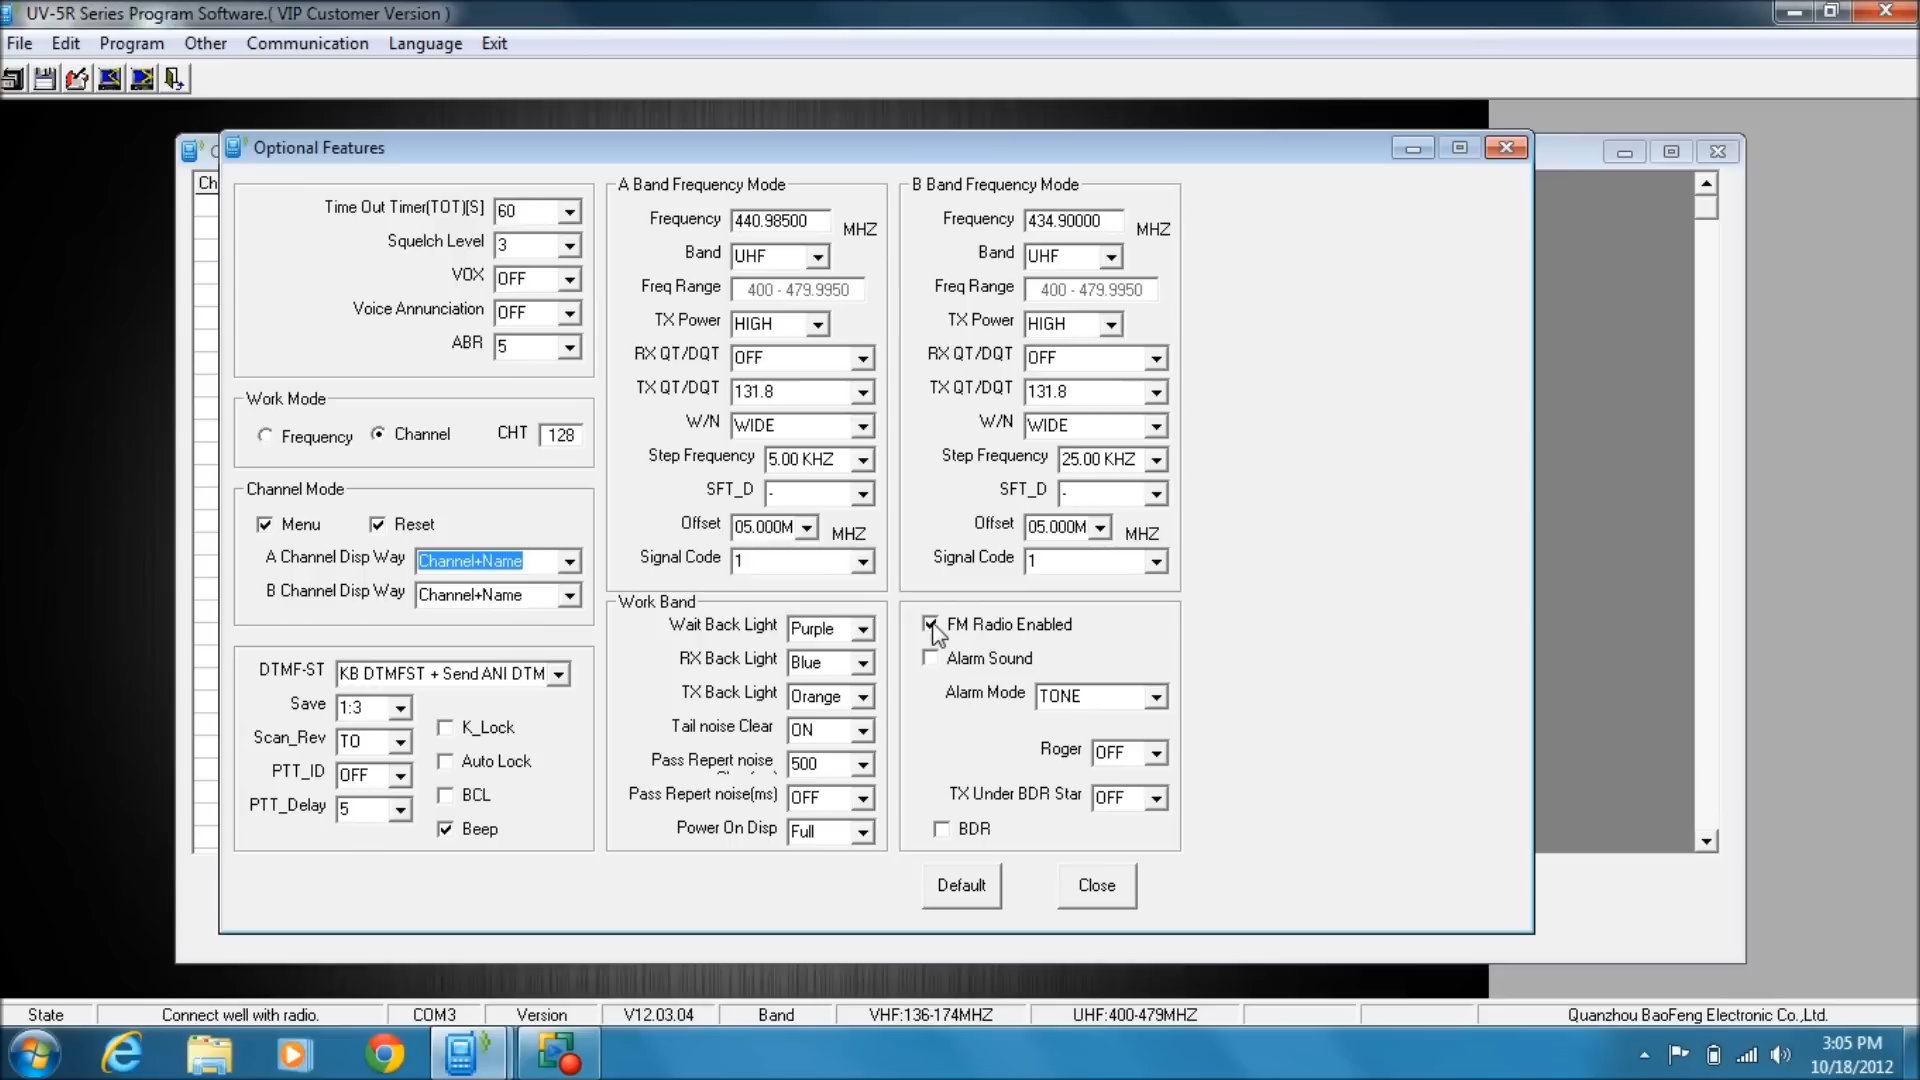 UV-5R Series Program Software.( VIP Customer Version )
File Edit Program Other Communication Language Exit
Optional Features
Ch
Time Out Timer(TOT)[S] 60
Squelch Level 3
VOX OFF
Voice Annunciation OFF
ABR 5
Work Mode
Frequency Channel CHT 128
Channel Mode
Menu Reset
A Channel Disp Way Channel+Name
B Channel Disp Way Channel+Name
DTMF-ST KB DTMFST + Send ANI DTM
Save 1:3
K_Lock
Scan_Rev TO
Auto Lock
PTT_ID OFF
BCL
PTT_Delay 5
Beep
A Band Frequency Mode
Frequency 440.98500 MHZ
Band UHF
Freq Range 400 - 479.9950
TX Power HIGH
RX QT/DQT OFF
TX QT/DQT 131.8
W/N WIDE
Step Frequency 5.00 KHZ
SFT_D -
Offset 05.000M MHZ
Signal Code 1
B Band Frequency Mode
Frequency 434.90000 MHZ
Band UHF
Freq Range 400 - 479.9950
TX Power HIGH
RX QT/DQT OFF
TX QT/DQT 131.8
W/N WIDE
Step Frequency 25.00 KHZ
SFT_D -
Offset 05.000M MHZ
Signal Code 1
Work Band
Wait Back Light Purple
RX Back Light Blue
TX Back Light Orange
Tail noise Clear ON
Pass Repert noise 500
Pass Repert noise(ms) OFF
Power On Disp Full
FM Radio Enabled
Alarm Sound
Alarm Mode TONE
Roger OFF
TX Under BDR Star OFF
BDR
Default Close
State Connect well with radio. COM3 Version V12.03.04 Band VHF:136-174MHZ UHF:400-479MHZ Quanzhou BaoFeng Electronic Co.,Ltd.
3:05 PM
10/18/2012